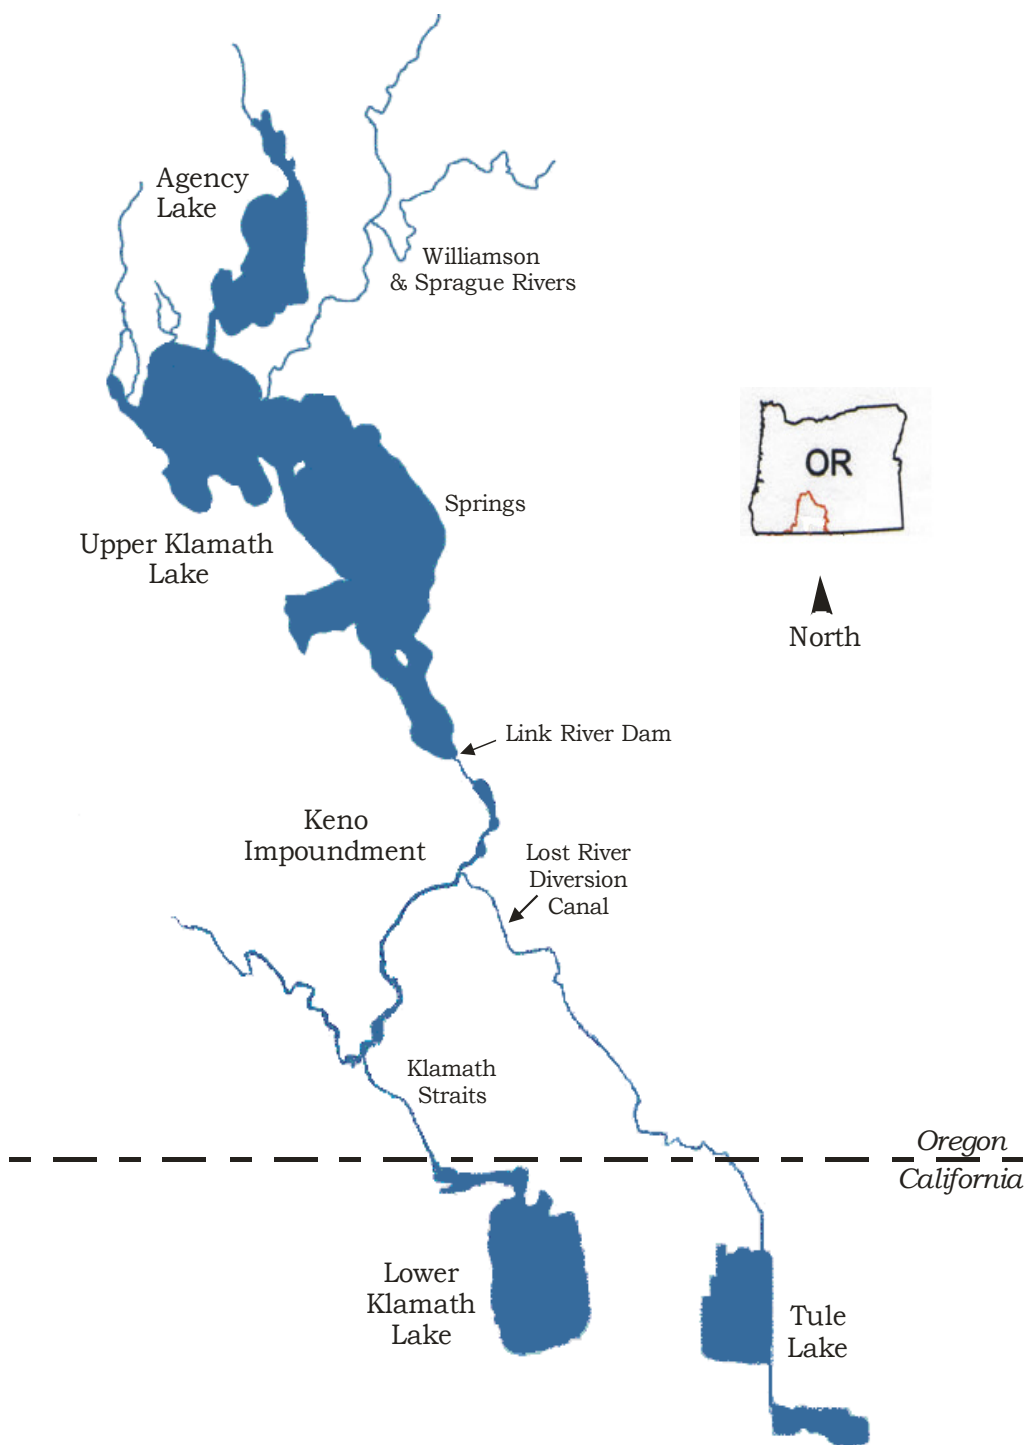 Agency
Lake
Williamson
& Sprague Rivers
OR
Springs
Upper Klamath
Lake
North
Link River Dam
Keno
Impoundment
Lost River
Diversion
Canal
Klamath
Straits
Oregon
California
Lower
Klamath
Lake
Tule
Lake